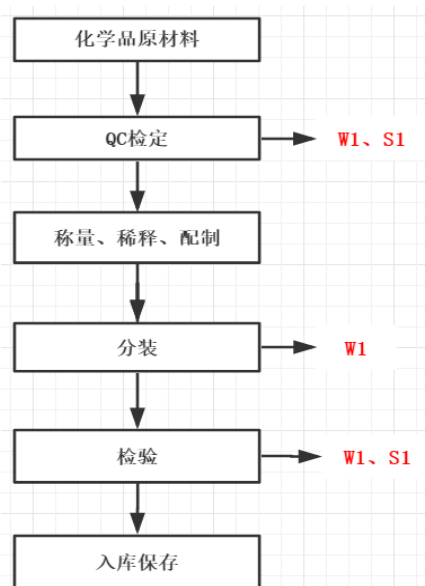 化学品原材料
QC检定
W1、S1
称量、稀释、配制
分装
W1
检验
W1、S1
入库保存